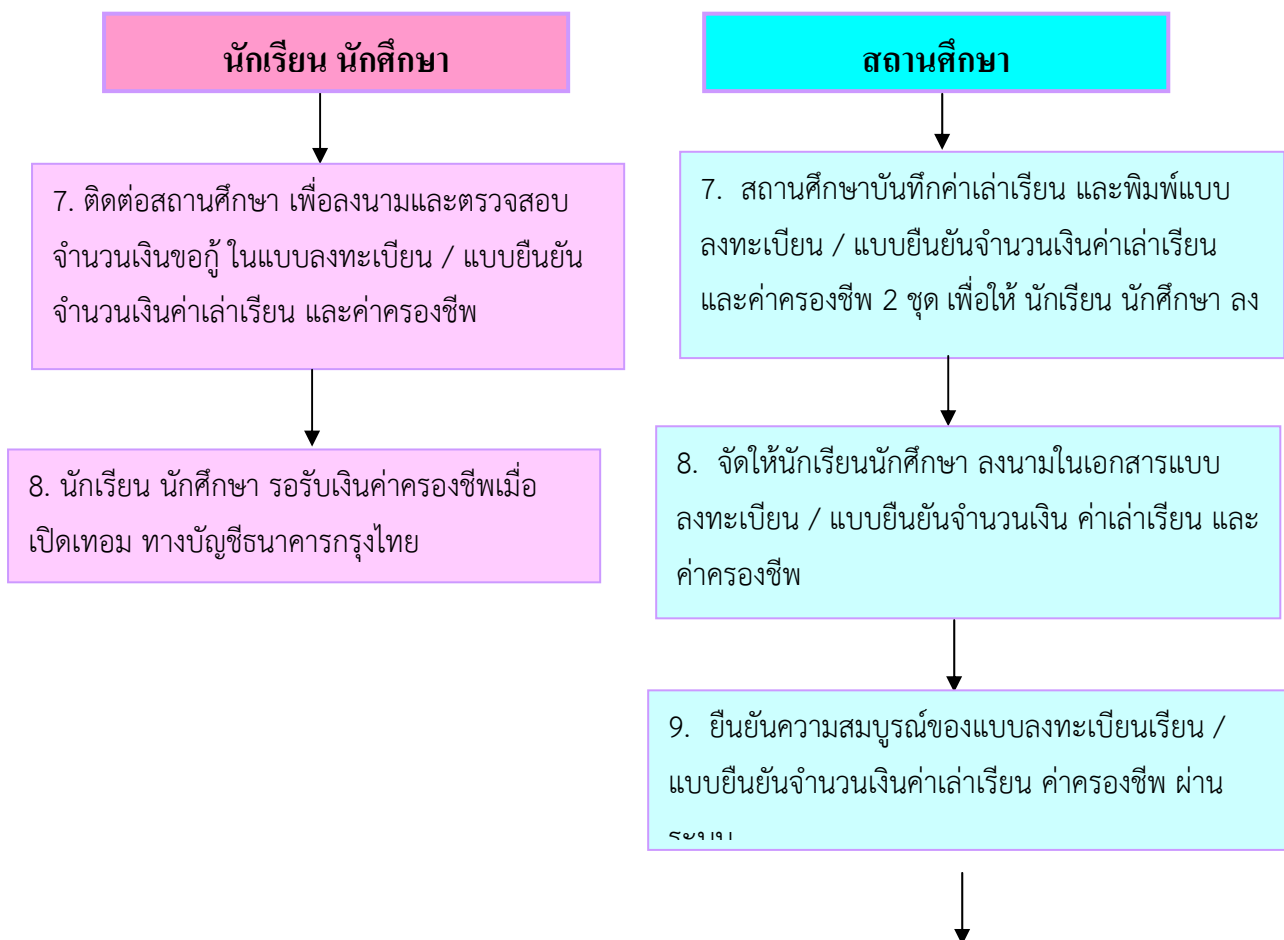 นักเรียน นักศึกษา
7. ติดต่อสถานศึกษา เพื่อลงนามและตรวจสอบ
จำนวนเงินขอกู้ ในแบบลงทะเบียน / แบบยืนยัน
จำนวนเงินค่าเล่าเรียน และค่าครองชีพ
8. นักเรียน นักศึกษา รอรับเงินค่าครองชีพเมื่อ
เปิดเทอม ทางบัญชีธนาคารกรุงไทย
สถานศึกษา
7. สถานศึกษาบันทึกค่าเล่าเรียน และพิมพ์แบบ
ลงทะเบียน / แบบยืนยันจำนวนเงินค่าเล่าเรียน
และค่าครองชีพ 2 ชุด เพื่อให้ นักเรียน นักศึกษา ลง
8. จัดให้นักเรียนนักศึกษา ลงนามในเอกสารแบบ
ลงทะเบียน / แบบยืนยันจำนวนเงิน ค่าเล่าเรียน และ
ค่าครองชีพ
9. ยืนยันความสมบูรณ์ของแบบลงทะเบียนเรียน /
แบบยืนยันจำนวนเงินค่าเล่าเรียน ค่าครองชีพ ผ่าน
ระบบ